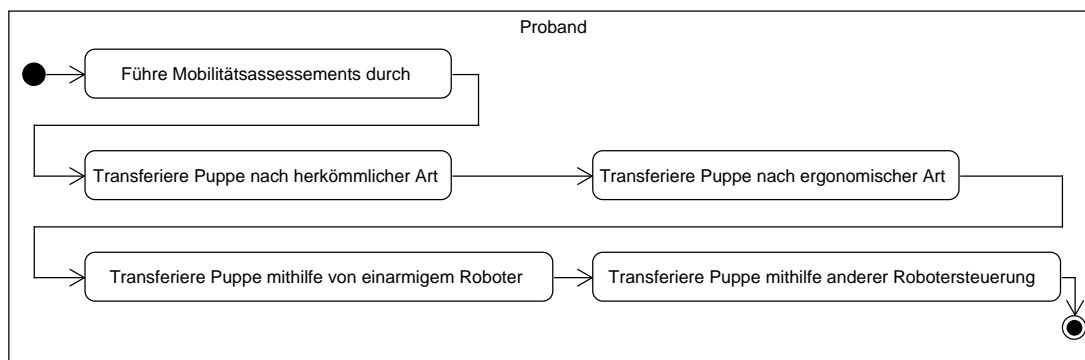 Proband
Führe Mobilitätsassessements durch
Transferiere Puppe nach herkömmlicher Art
Transferiere Puppe nach ergonomischer Art
Transferiere Puppe mithilfe von einarmigem Roboter
Transferiere Puppe mithilfe anderer Robotersteuerung